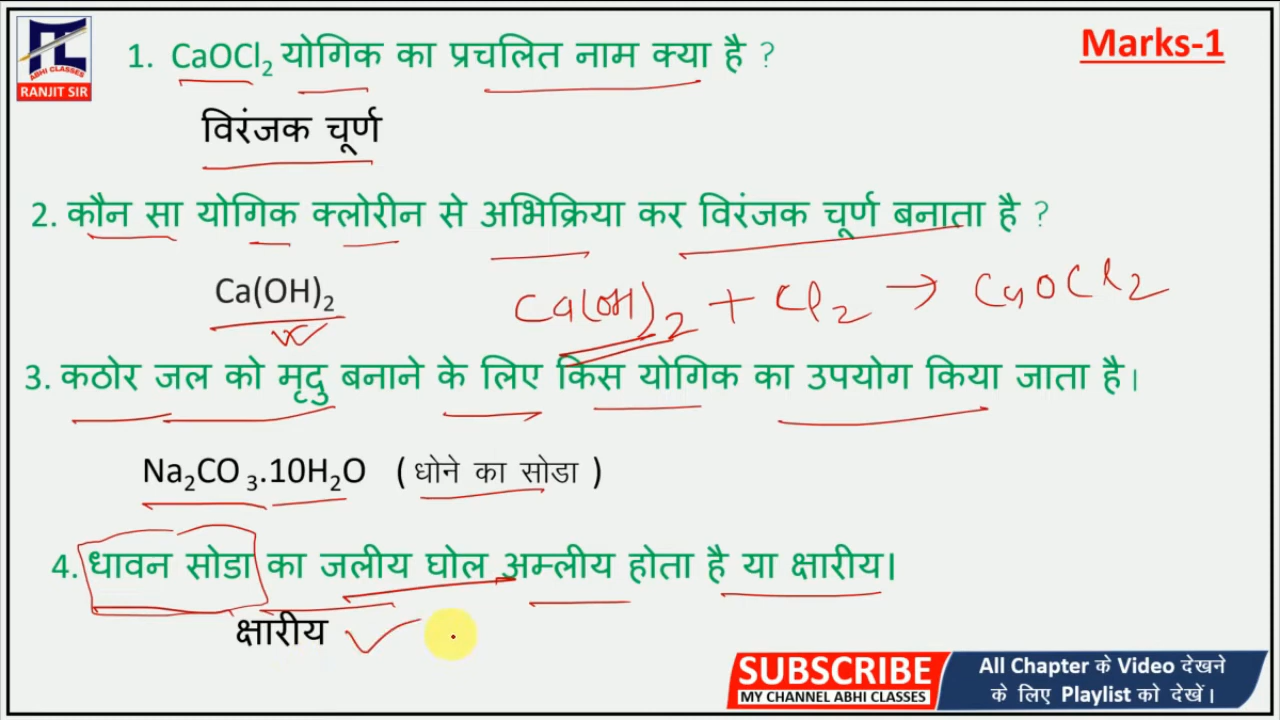 ABHI CLASSES
RANJIT SIR
Marks-1
1. CaOCl₂ योगिक का प्रचलित नाम क्या है ?
विरंजक चूर्ण
2. कौन सा योगिक क्लोरीन से अभिक्रिया कर विरंजक चूर्ण बनाता है ?
Ca(OH)₂
Ca(OH)₂ + Cl₂ → CaOCl₂
3. कठोर जल को मृदु बनाने के लिए किस योगिक का उपयोग किया जाता है।
Na₂CO₃.10H₂O ( धोने का सोडा )
4. धावन सोडा का जलीय घोल अम्लीय होता है या क्षारीय।
क्षारीय
SUBSCRIBE
MY CHANNEL ABHI CLASSES
All Chapter के Video देखने
के लिए Playlist को देखें।